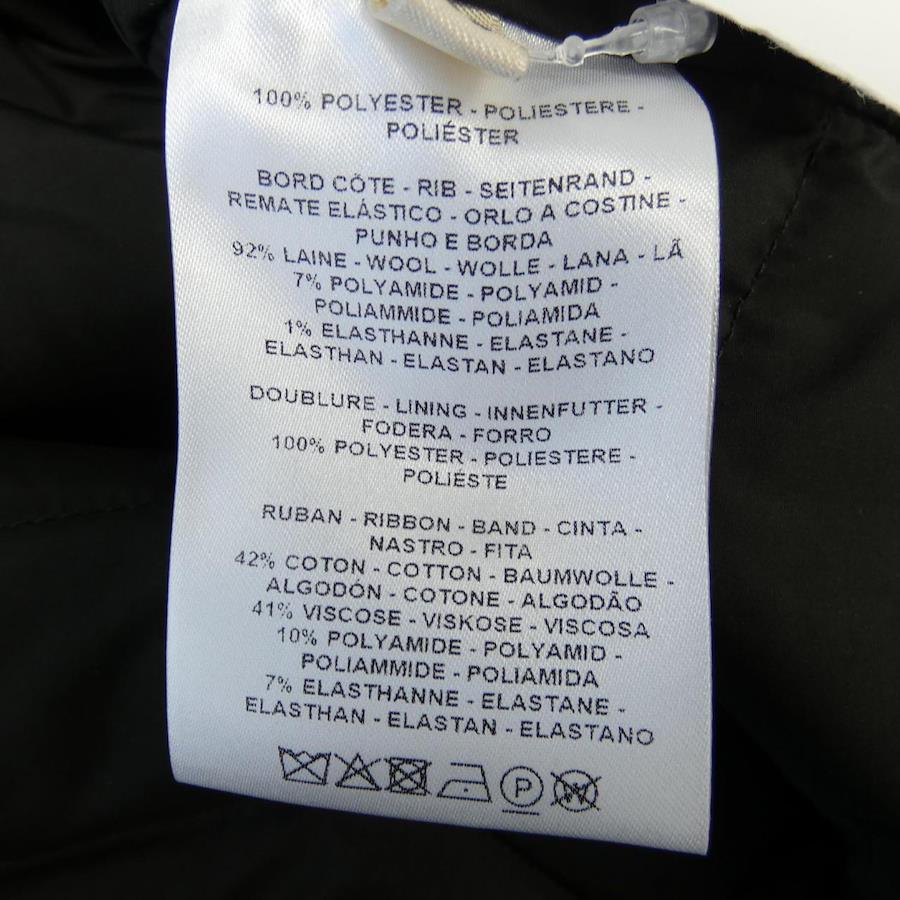 100% POLYESTER - POLIESTERE -
POLIÉSTER
BORD CÔTE - RIB - SEITENRAND -
REMATE ELÁSTICO - ORLO A COSTINE -
PUNHO E BORDA
92% LAINE - WOOL - WOLLE - LANA - LÃ
7% POLYAMIDE - POLYAMID -
POLIAMMIDE - POLIAMIDA
1% ELASTHANNE - ELASTANE -
ELASTHAN - ELASTAN - ELASTANO
DOUBLURE - LINING - INNENFUTTER -
FODERA - FORRO
100% POLYESTER - POLIESTERE -
POLIÉSTE
RUBAN - RIBBON - BAND - CINTA -
NASTRO - FITA
42% COTON - COTTON - BAUMWOLLE -
ALGODÓN - COTONE - ALGODÃO
41% VISCOSE - VISKOSE - VISCOSA
10% POLYAMIDE - POLYAMID -
POLIAMMIDE - POLIAMIDA
7% ELASTHANNE - ELASTANE -
ELASTHAN - ELASTAN - ELASTANO
P W